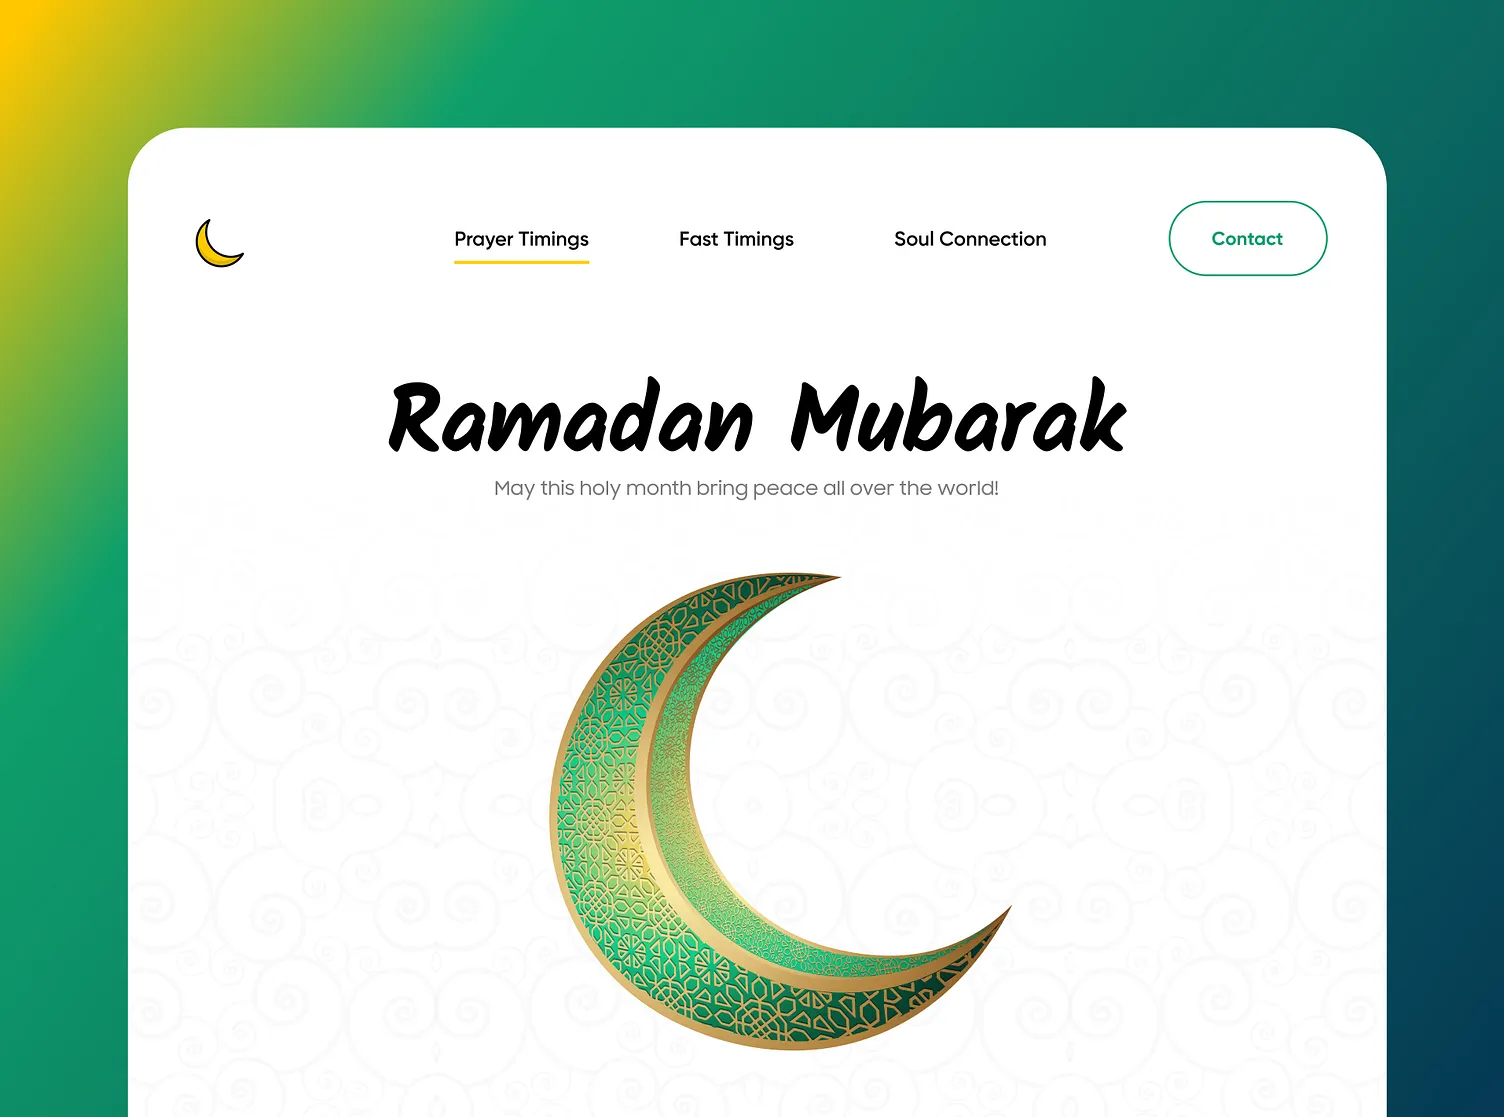 Prayer Timings
Fast Timings
Soul Connection
Contact
Ramadan Mubarak
May this holy month bring peace all over the world!